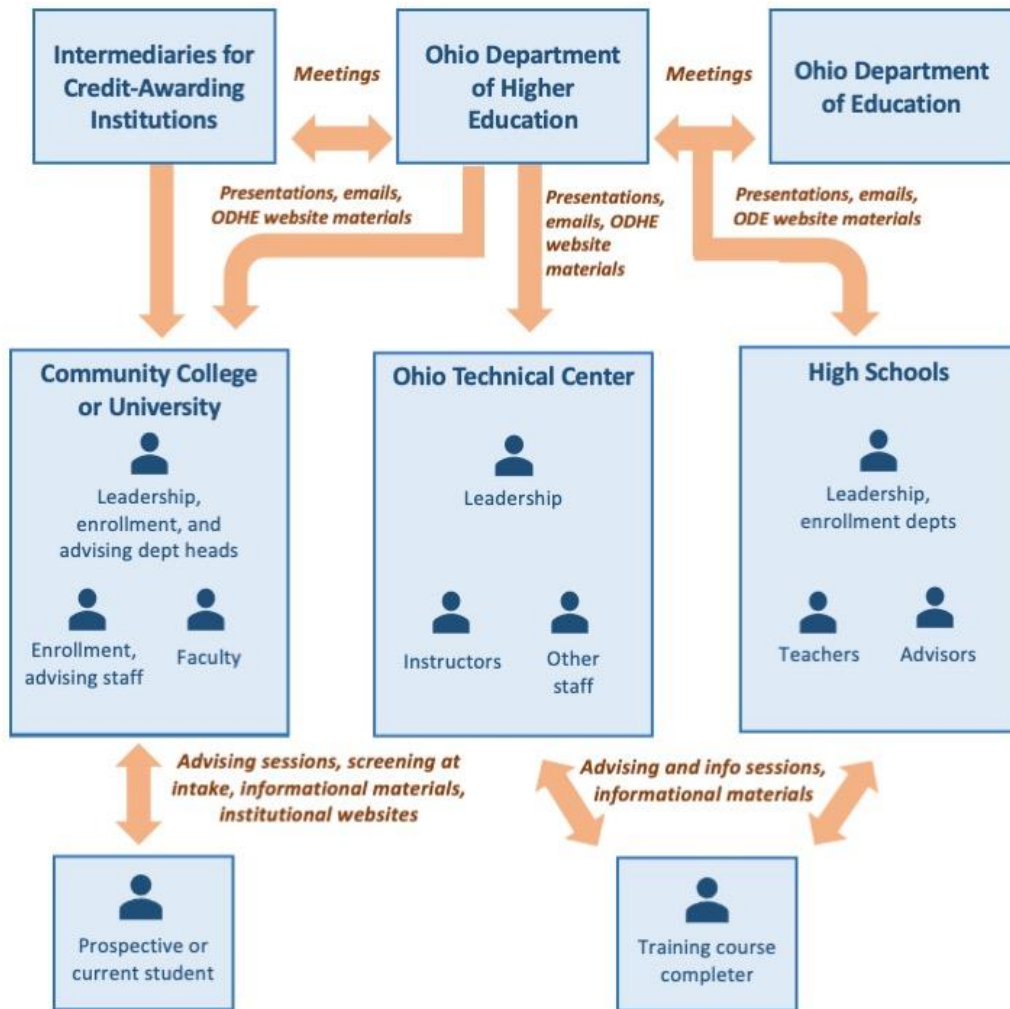 Intermediaries for
Credit-Awarding
Institutions
Meetings
Ohio Department
of Higher
Education
Meetings
Ohio Department
of Education
Presentations, emails,
ODHE website materials
Presentations,
emails, ODHE
website
materials
Presentations, emails,
ODE website materials
Community College
or University
Leadership,
enrollment, and
advising dept heads
Enrollment,
advising staff
Faculty
Ohio Technical Center
Leadership
Instructors
Other
staff
High Schools
Leadership,
enrollment depts
Teachers
Advisors
Advising sessions, screening at
intake, informational materials,
institutional websites
Advising and info sessions,
informational materials
Prospective or
current student
Training course
completer